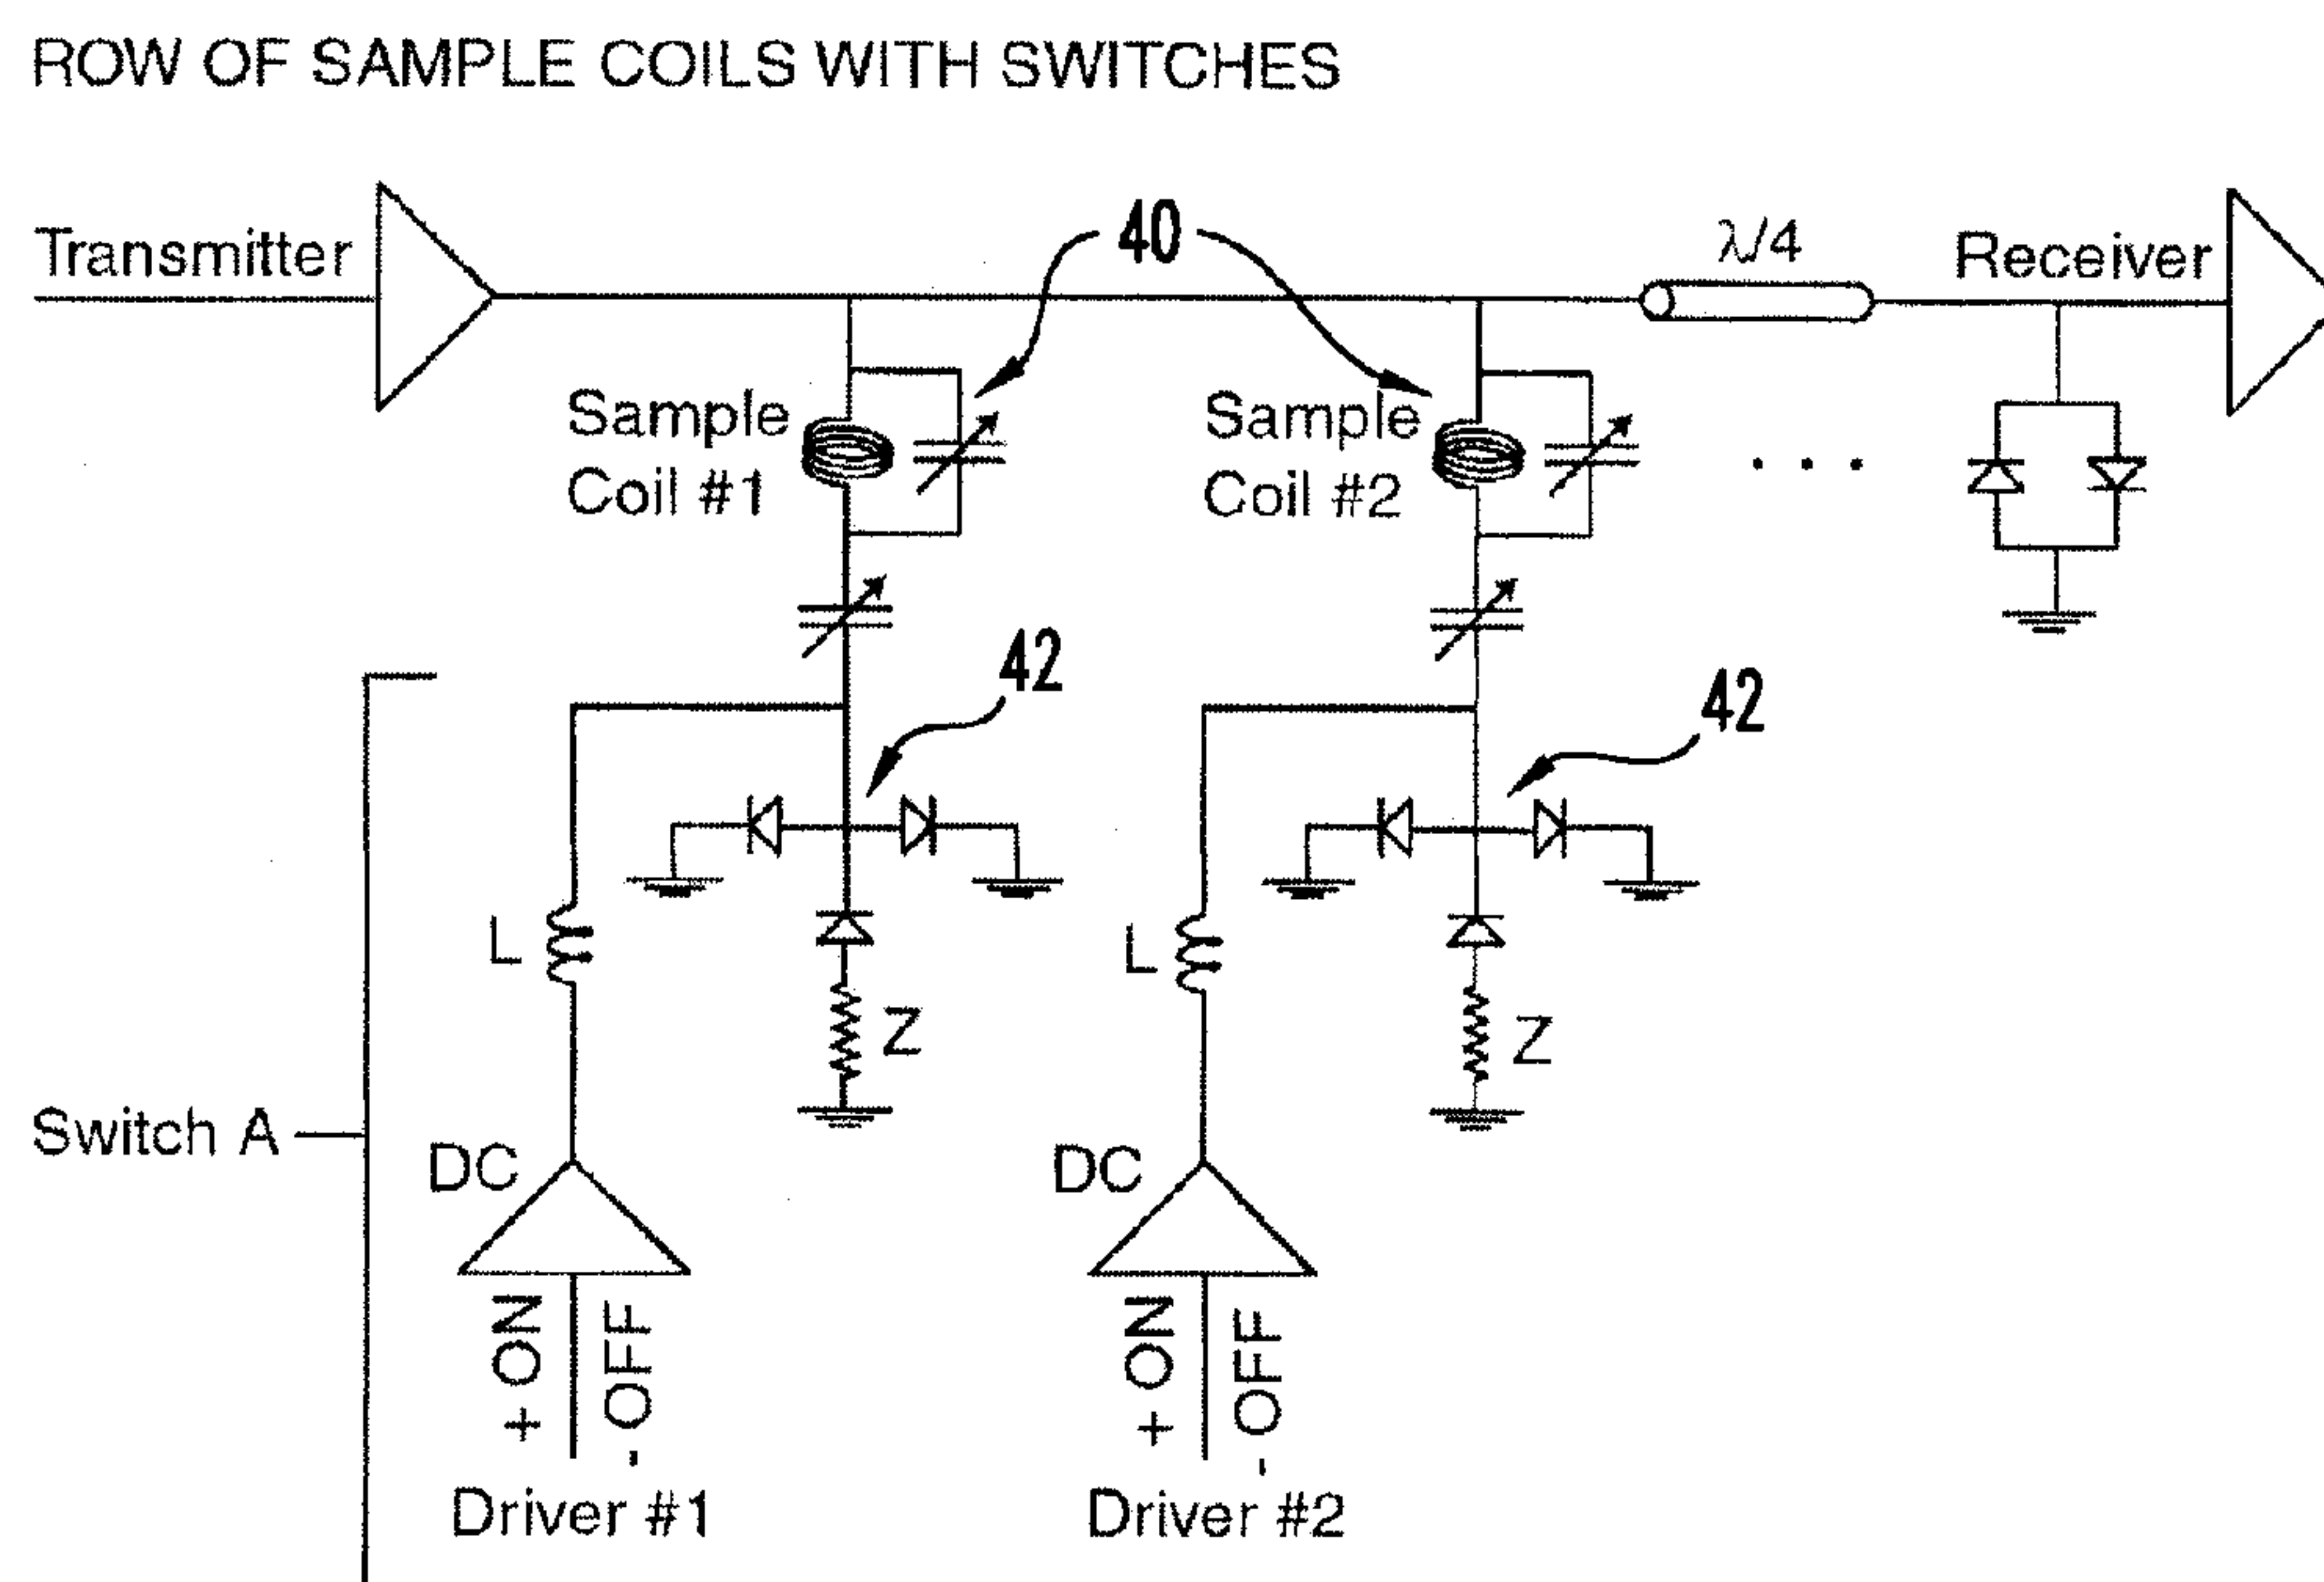 ROW OF SAMPLE COILS WITH SWITCHES
Transmitter
40
λ/4
Receiver
Sample
Coil #1
Sample
Coil #2
. . .
42
42
L
Z
L
Z
Switch A
DC
DC
+ ON
- OFF
+ ON
- OFF
Driver #1
Driver #2